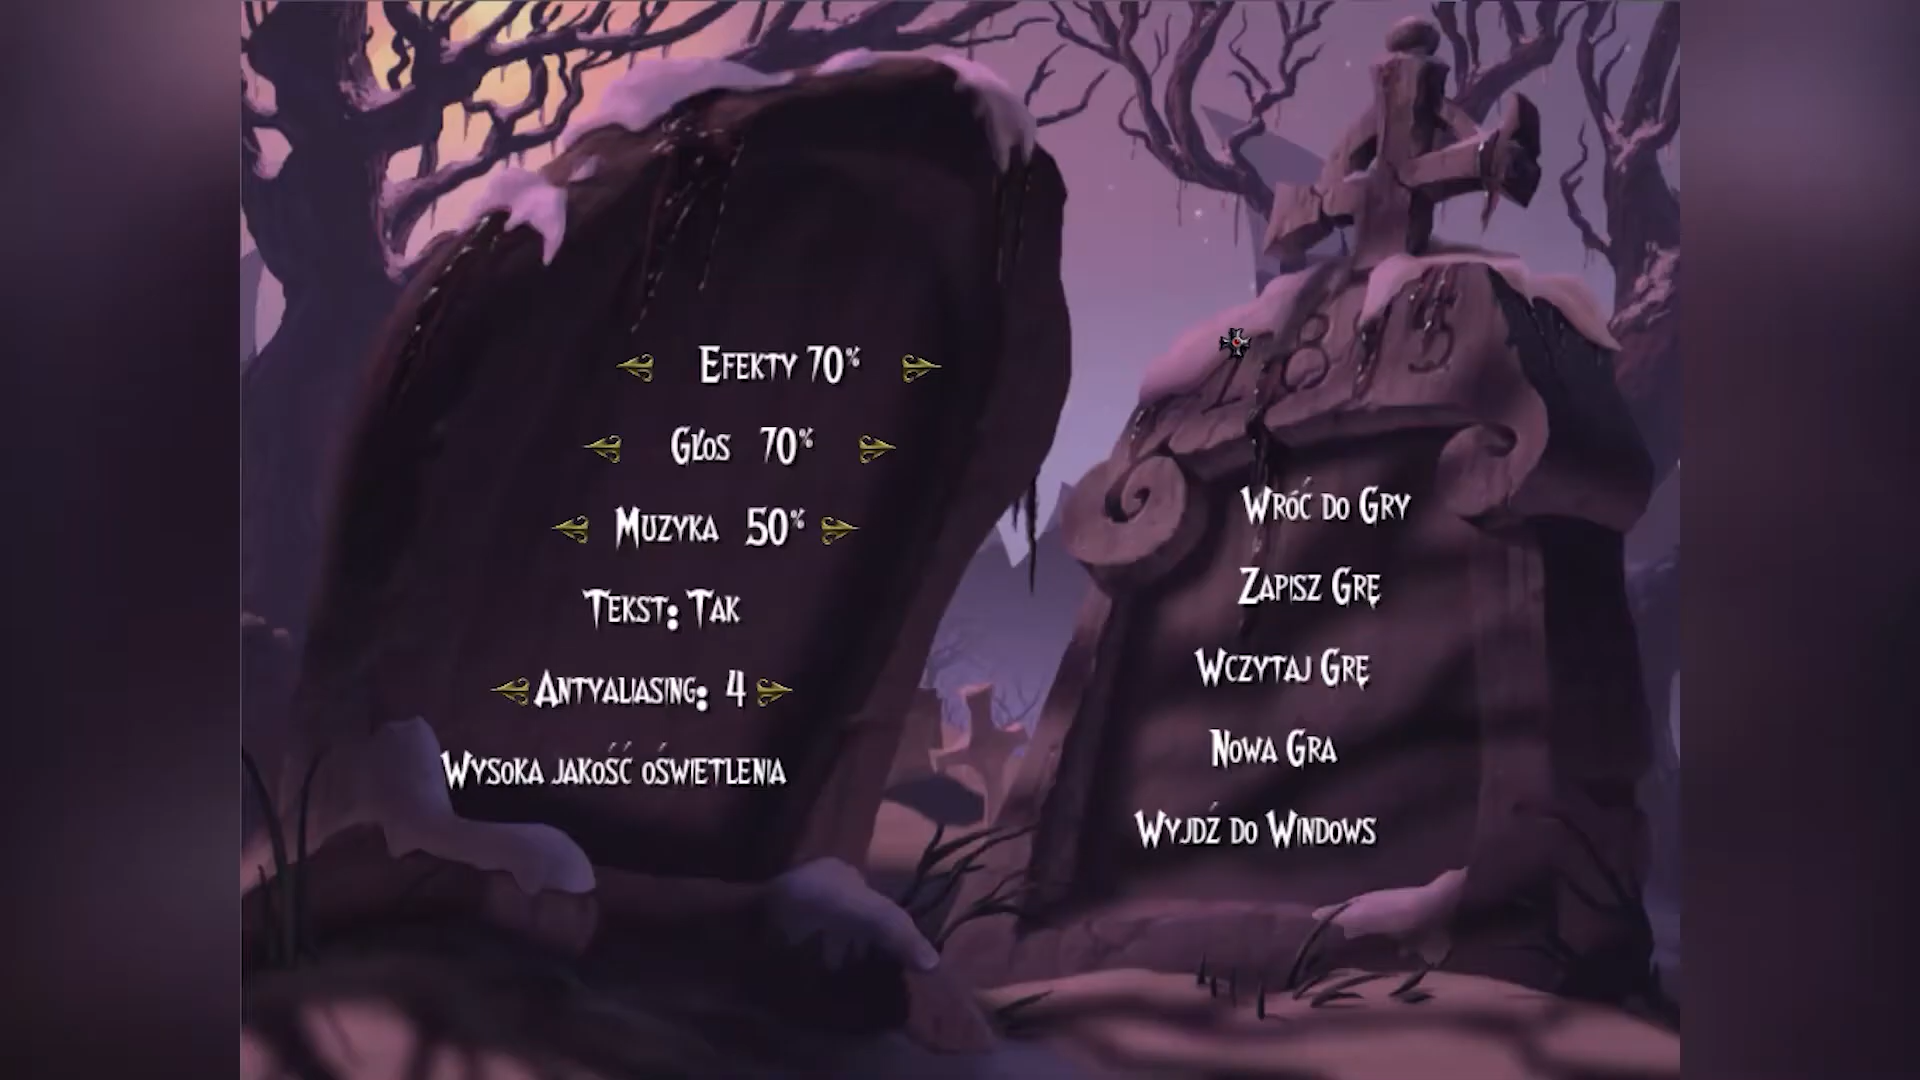 Efekty 70%
Głos 70%
Muzyka 50%
Tekst: Tak
Antyaliasing: 4
Wysoka jakość oświetlenia
1813
Wróć do Gry
Zapisz Grę
Wczytaj Grę
Nowa Gra
Wyjdź do Windows